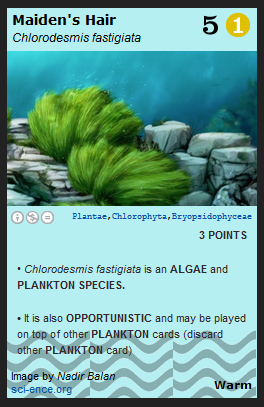 Maiden's Hair
Chlorodesmis fastigiata
5 1
Plantae,Chlorophyta,Bryopsidophyceae
3 POINTS
• Chlorodesmis fastigiata is an ALGAE and
PLANKTON SPECIES.
• It is also OPPORTUNISTIC and may be played
on top of other PLANKTON cards (discard
other PLANKTON card)
Image by Nadir Balan
sci-ence.org
Warm